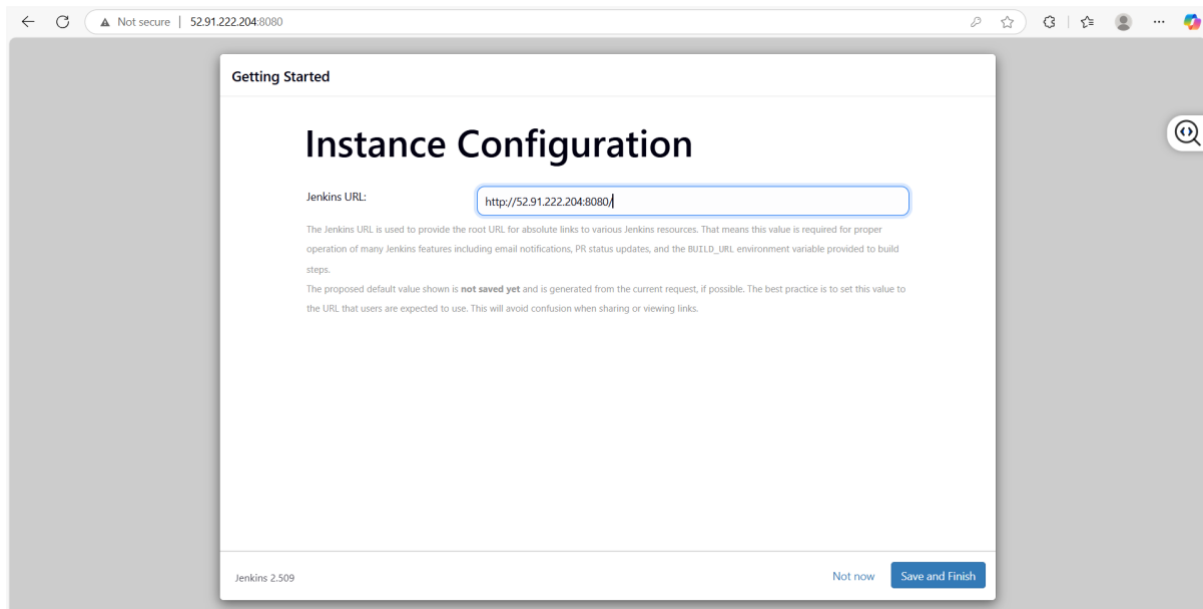 Not secure | 52.91.222.204:8080
Getting Started
Instance Configuration
Jenkins URL: http://52.91.222.204:8080/
The Jenkins URL is used to provide the root URL for absolute links to various Jenkins resources. That means this value is required for proper
operation of many Jenkins features including email notifications, PR status updates, and the BUILD_URL environment variable provided to build
steps.
The proposed default value shown is not saved yet and is generated from the current request, if possible. The best practice is to set this value to
the URL that users are expected to use. This will avoid confusion when sharing or viewing links.
Jenkins 2.509 Not now Save and Finish